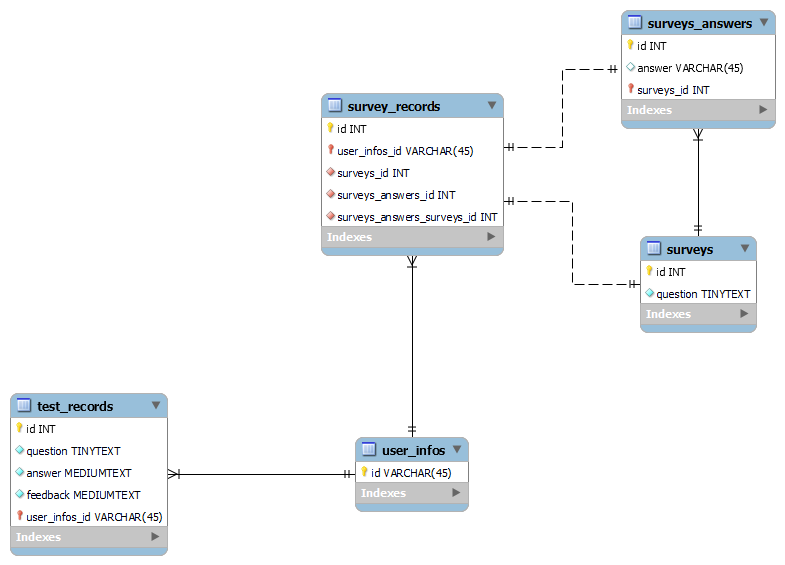 surveys_answers
id INT
answer VARCHAR(45)
surveys_id INT
Indexes
survey_records
id INT
user_infos_id VARCHAR(45)
surveys_id INT
surveys_answers_id INT
surveys_answers_surveys_id INT
Indexes
surveys
id INT
question TINYTEXT
Indexes
test_records
id INT
question TINYTEXT
answer MEDIUMTEXT
feedback MEDIUMTEXT
user_infos_id VARCHAR(45)
Indexes
user_infos
id VARCHAR(45)
Indexes